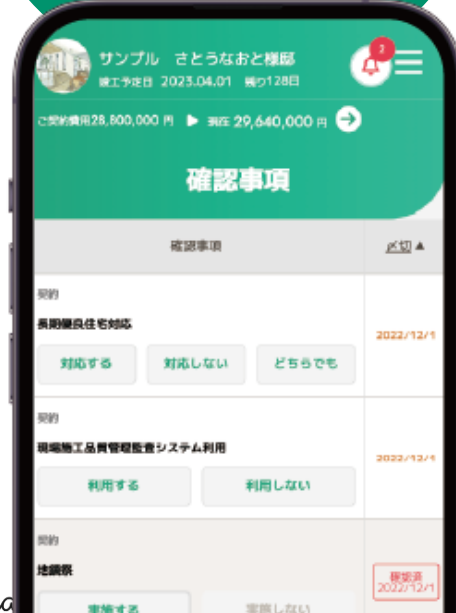 2
サンプル さとうなおと様邸
竣工予定日 2023.04.01 残り128日
ご契約費用28,800,000 円 ▶ 現在 29,640,000 円
確認事項
確認事項 〆切▲
契約
長期優良住宅対応
2022/12/1
対応する 対応しない どちらでも
契約
現場施工品質管理監査システム利用
2022/12/1
利用する 利用しない
契約
地鎮祭
確認済
2022/12/1
実施する 実施しない